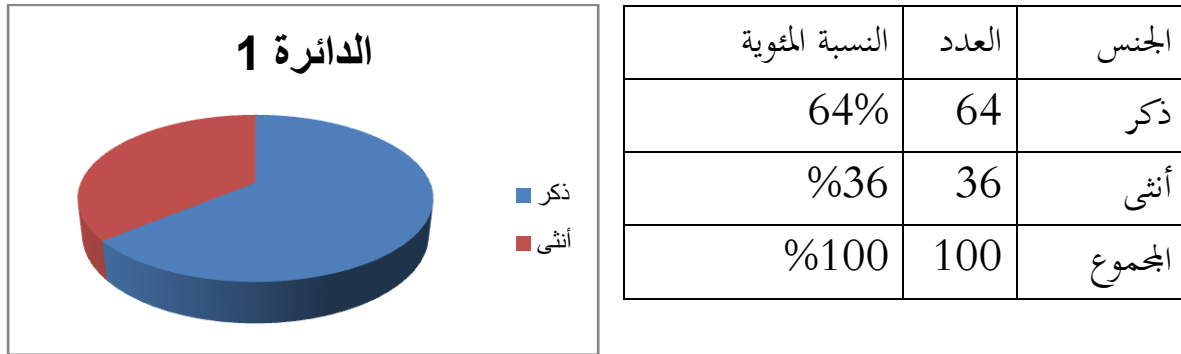 الجنس العدد النسبة المئوية
ذكر 64 64%
أنثى 36 %36
المجموع 100 %100
الدائرة 1
ذكر
أنثى